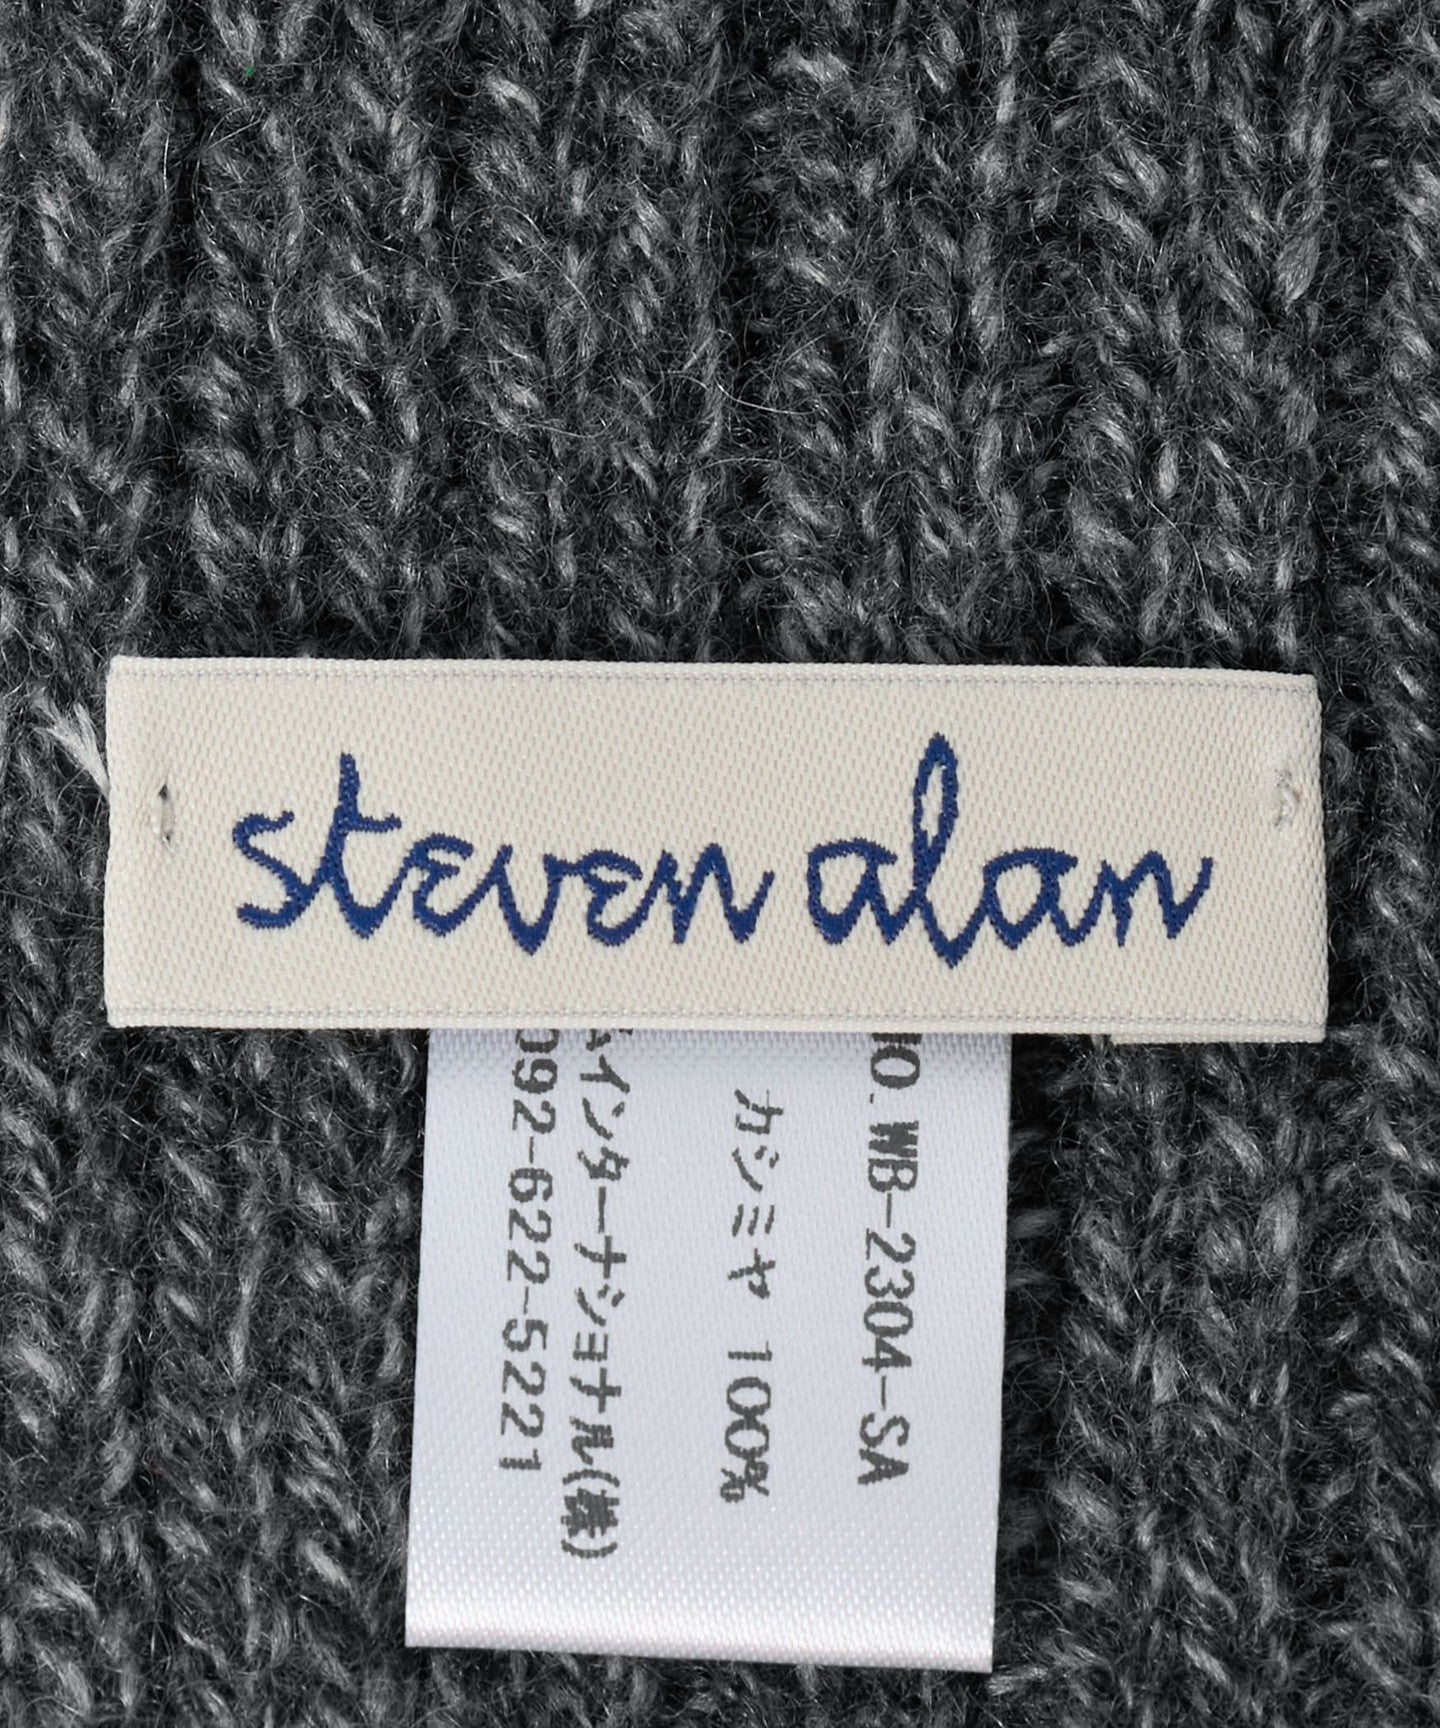 steven alan
NO. WB-2304-SA
カシミヤ 100%
インターナショナル(株)
092-622-5221